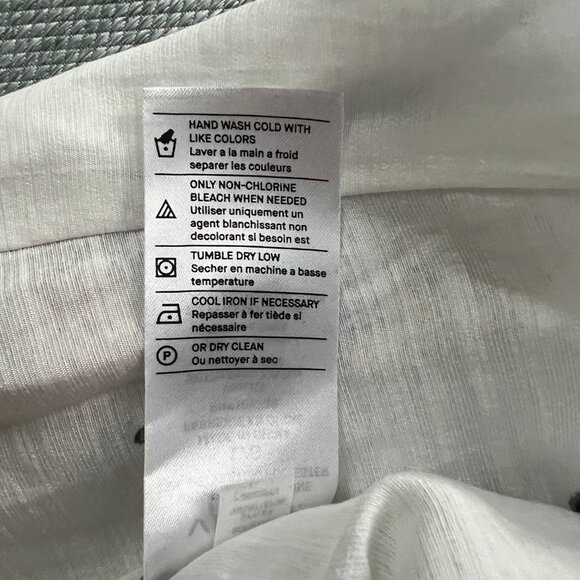 HAND WASH COLD WITH
LIKE COLORS
Laver a la main a froid
separer les couleurs
ONLY NON-CHLORINE
BLEACH WHEN NEEDED
Utiliser uniquement un
agent blanchissant non
decolorant si besoin est
TUMBLE DRY LOW
Secher en machine a basse
temperature
COOL IRON IF NECESSARY
Repasser à fer tiède si
nécessaire
P
OR DRY CLEAN
Ou nettoyer à sec